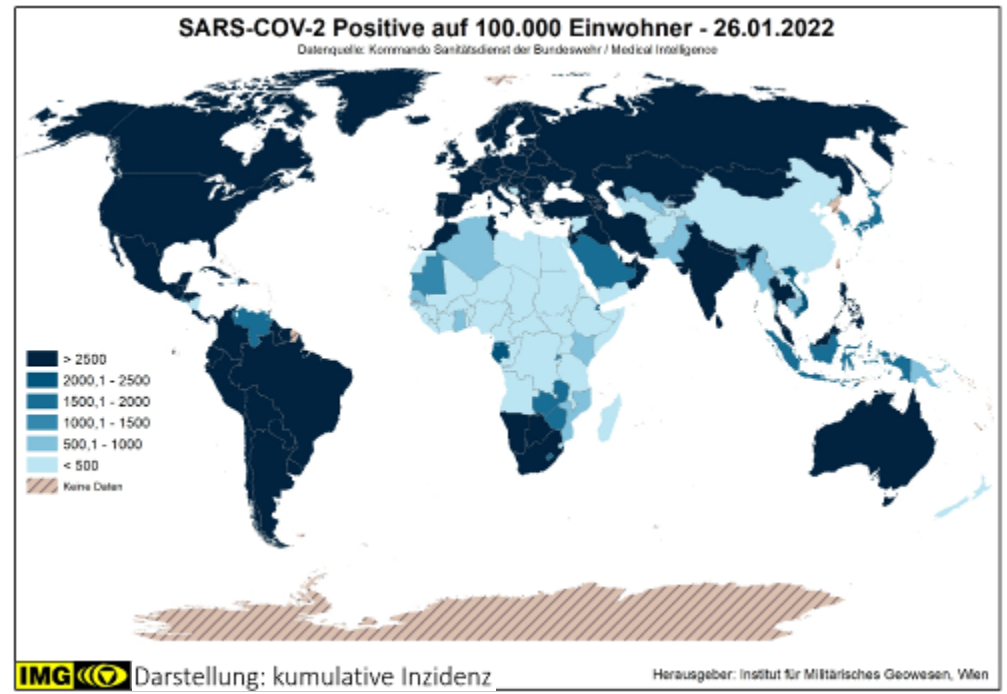 SARS-COV-2 Positive auf 100.000 Einwohner - 26.01.2022
Datenquelle: Kommando Sanitätsdienst der Bundeswehr / Medical Intelligence
> 2500
2000,1 - 2500
1500,1 - 2000
1000,1 - 1500
500,1 - 1000
< 500
Keine Daten
IMG Darstellung: kumulative Inzidenz
Herausgeber: Institut für Militärisches Geowesen, Wien